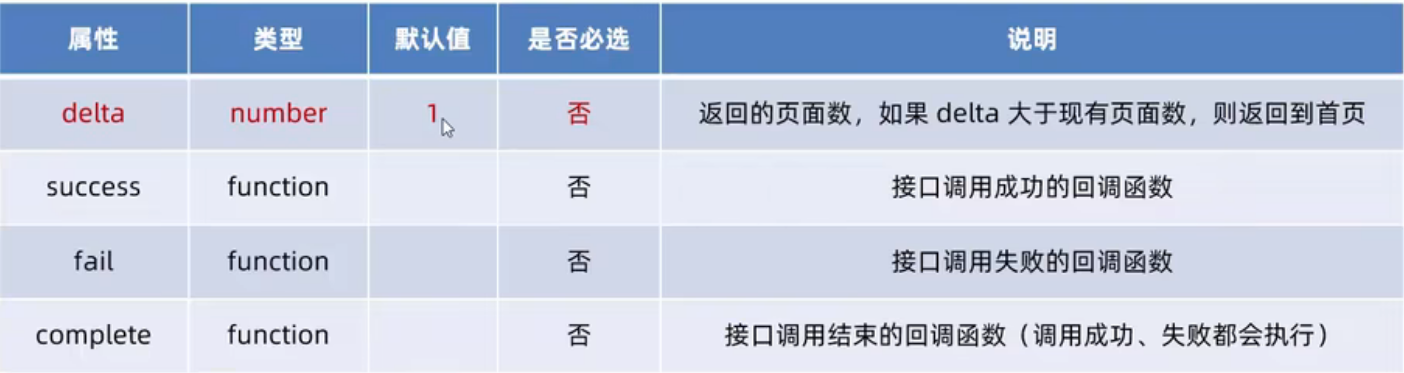 属性 类型 默认值 是否必选 说明
delta number 1 否 返回的页面数，如果 delta 大于现有页面数，则返回到首页
success function 否 接口调用成功的回调函数
fail function 否 接口调用失败的回调函数
complete function 否 接口调用结束的回调函数（调用成功、失败都会执行）